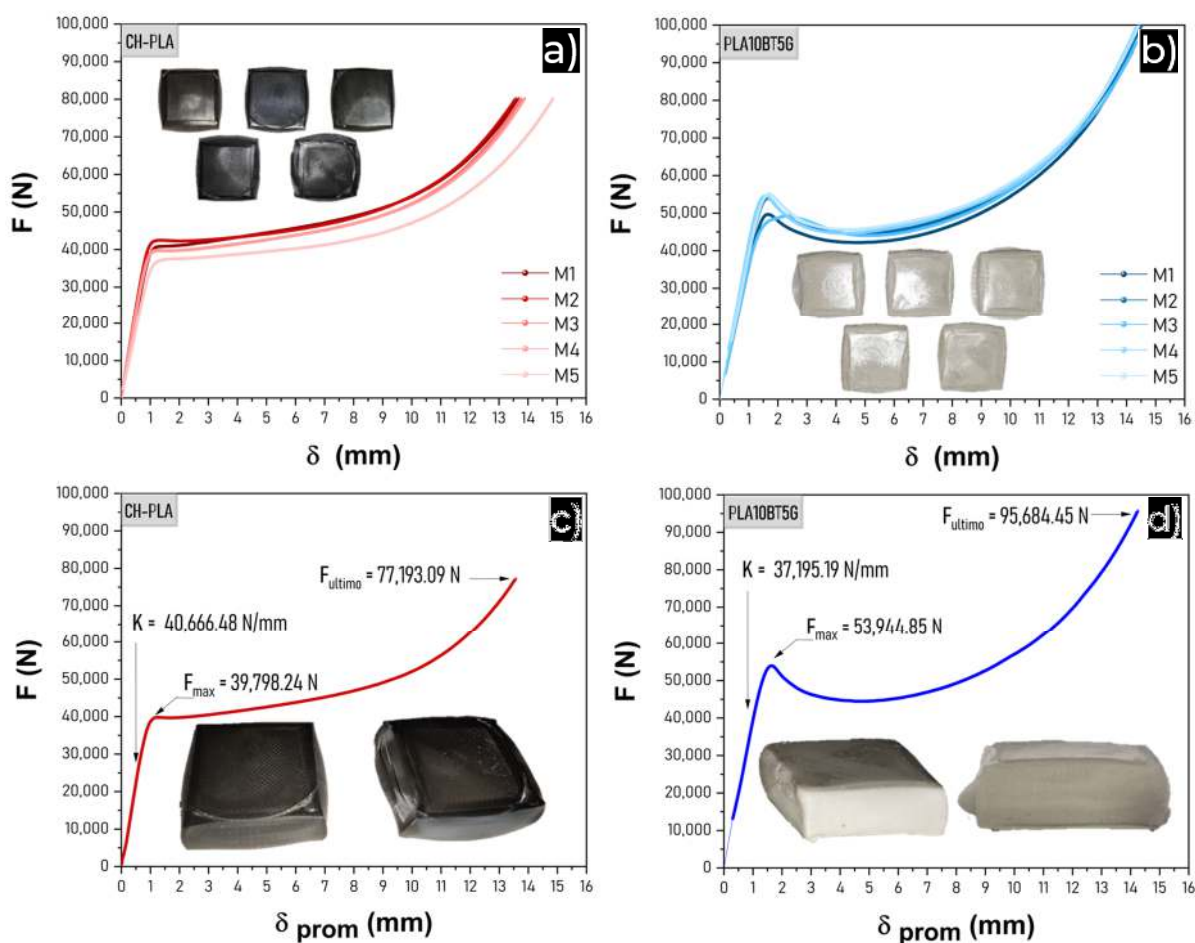 CH-PLA
a)
100,000
90,000
80,000
70,000
60,000
50,000
40,000
30,000
20,000
10,000
0
F (N)
M1
M2
M3
M4
M5
0 1 2 3 4 5 6 7 8 9 10 11 12 13 14 15 16
δ (mm)
PLA10BT5G
b)
100,000
90,000
80,000
70,000
60,000
50,000
40,000
30,000
20,000
10,000
0
F (N)
M1
M2
M3
M4
M5
0 1 2 3 4 5 6 7 8 9 10 11 12 13 14 15 16
δ (mm)
CH-PLA
c)
100,000
90,000
80,000
70,000
60,000
50,000
40,000
30,000
20,000
10,000
0
F (N)
Fultimo = 77,193.09 N
K = 40,666.48 N/mm
Fmax = 39,798.24 N
0 1 2 3 4 5 6 7 8 9 10 11 12 13 14 15 16
δ prom (mm)
PLA10BT5G
d)
100,000
90,000
80,000
70,000
60,000
50,000
40,000
30,000
20,000
10,000
0
F (N)
Fultimo = 95,684.45 N
K = 37,195.19 N/mm
Fmax = 53,944.85 N
0 1 2 3 4 5 6 7 8 9 10 11 12 13 14 15 16
δ prom (mm)